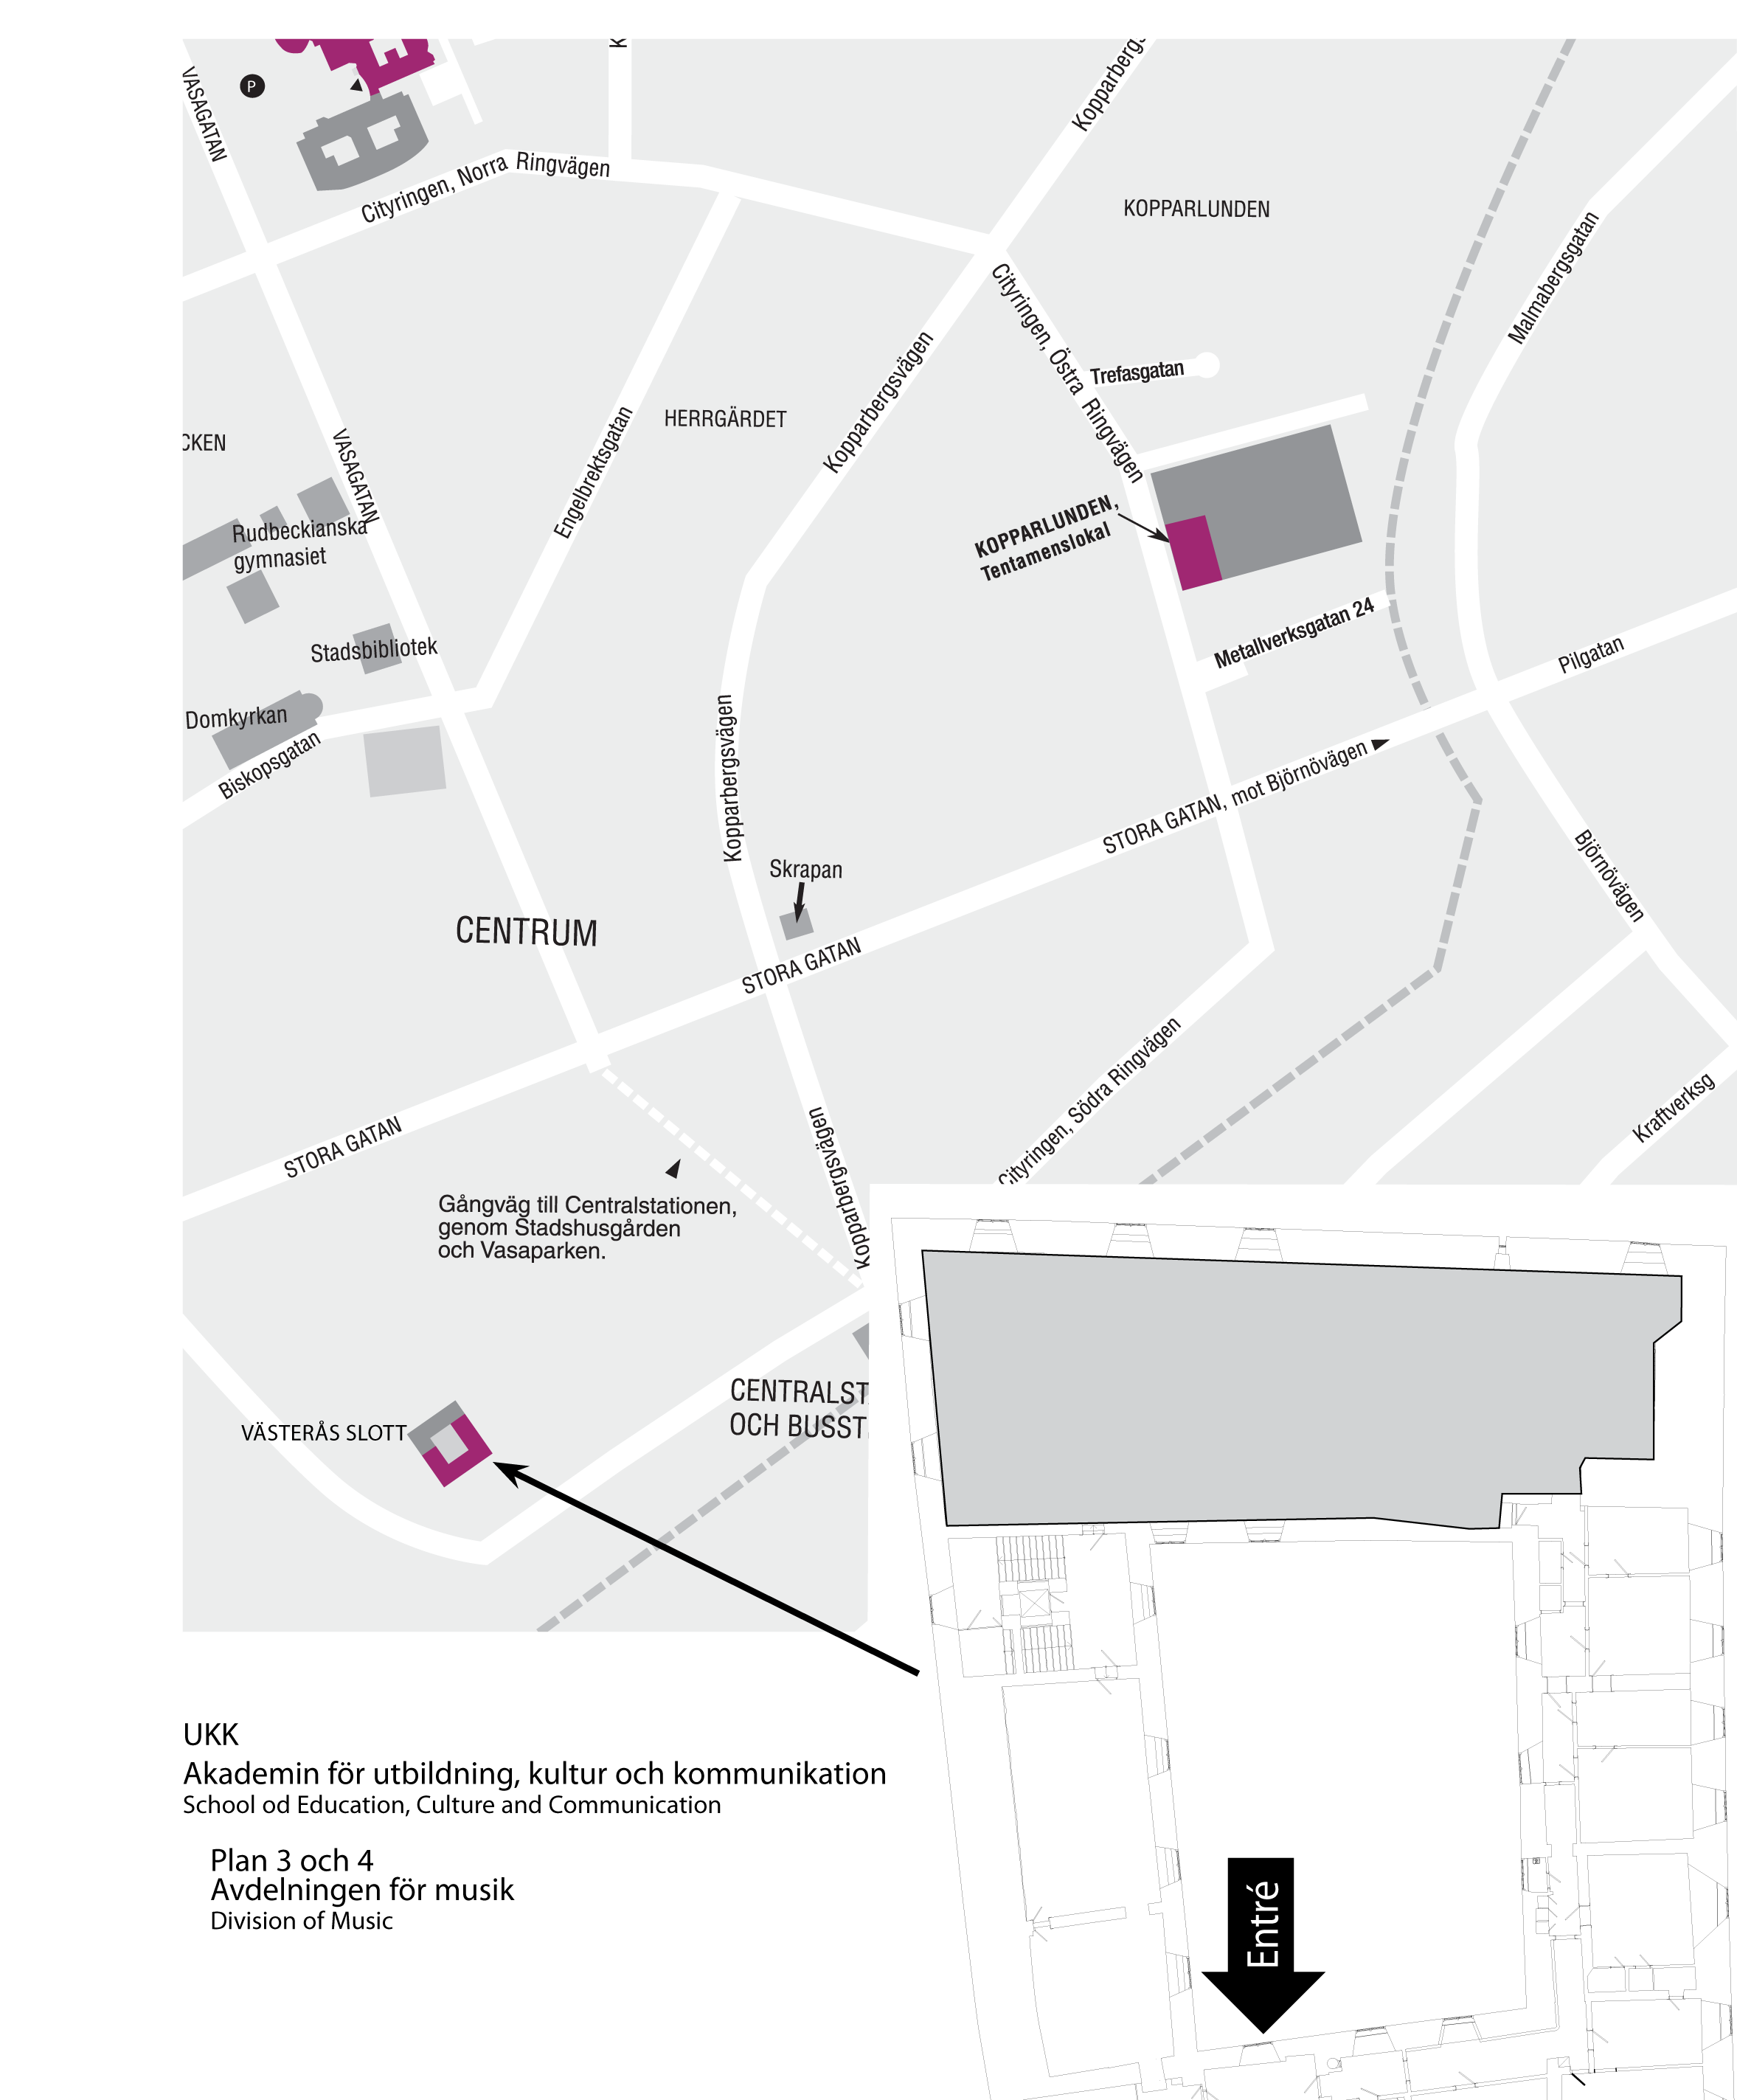 VASAGATAN
P
K
Kopparbergs
Cityringen, Norra Ringvägen
KOPPARLUNDEN
Malmabergsgatan
Cityringen, Östra Ringvägen
Trefasgatan
Kopparbergsvägen
HERRGÄRDET
Engelbrektsgatan
CKEN
VASAGATAN
Rudbeckianska
gymnasiet
KOPPARLUNDEN,
Tentamenslokal
Metallverksgatan 24
Pilgatan
Stadsbibliotek
Domkyrkan
Biskopsgatan
Kopparbergsvägen
STORA GATAN, mot Björnövägen
Björnövägen
Skrapan
CENTRUM
STORA GATAN
Cityringen, Södra Ringvägen
Kraftverksg
STORA GATAN
Kopparbergsvägen
Gångväg till Centralstationen,
genom Stadshusgården
och Vasaparken.
CENTRALST
OCH BUSST
VÄSTERÅS SLOTT
UKK
Akademin för utbildning, kultur och kommunikation
School od Education, Culture and Communication
Plan 3 och 4
Avdelningen för musik
Division of Music
Entré